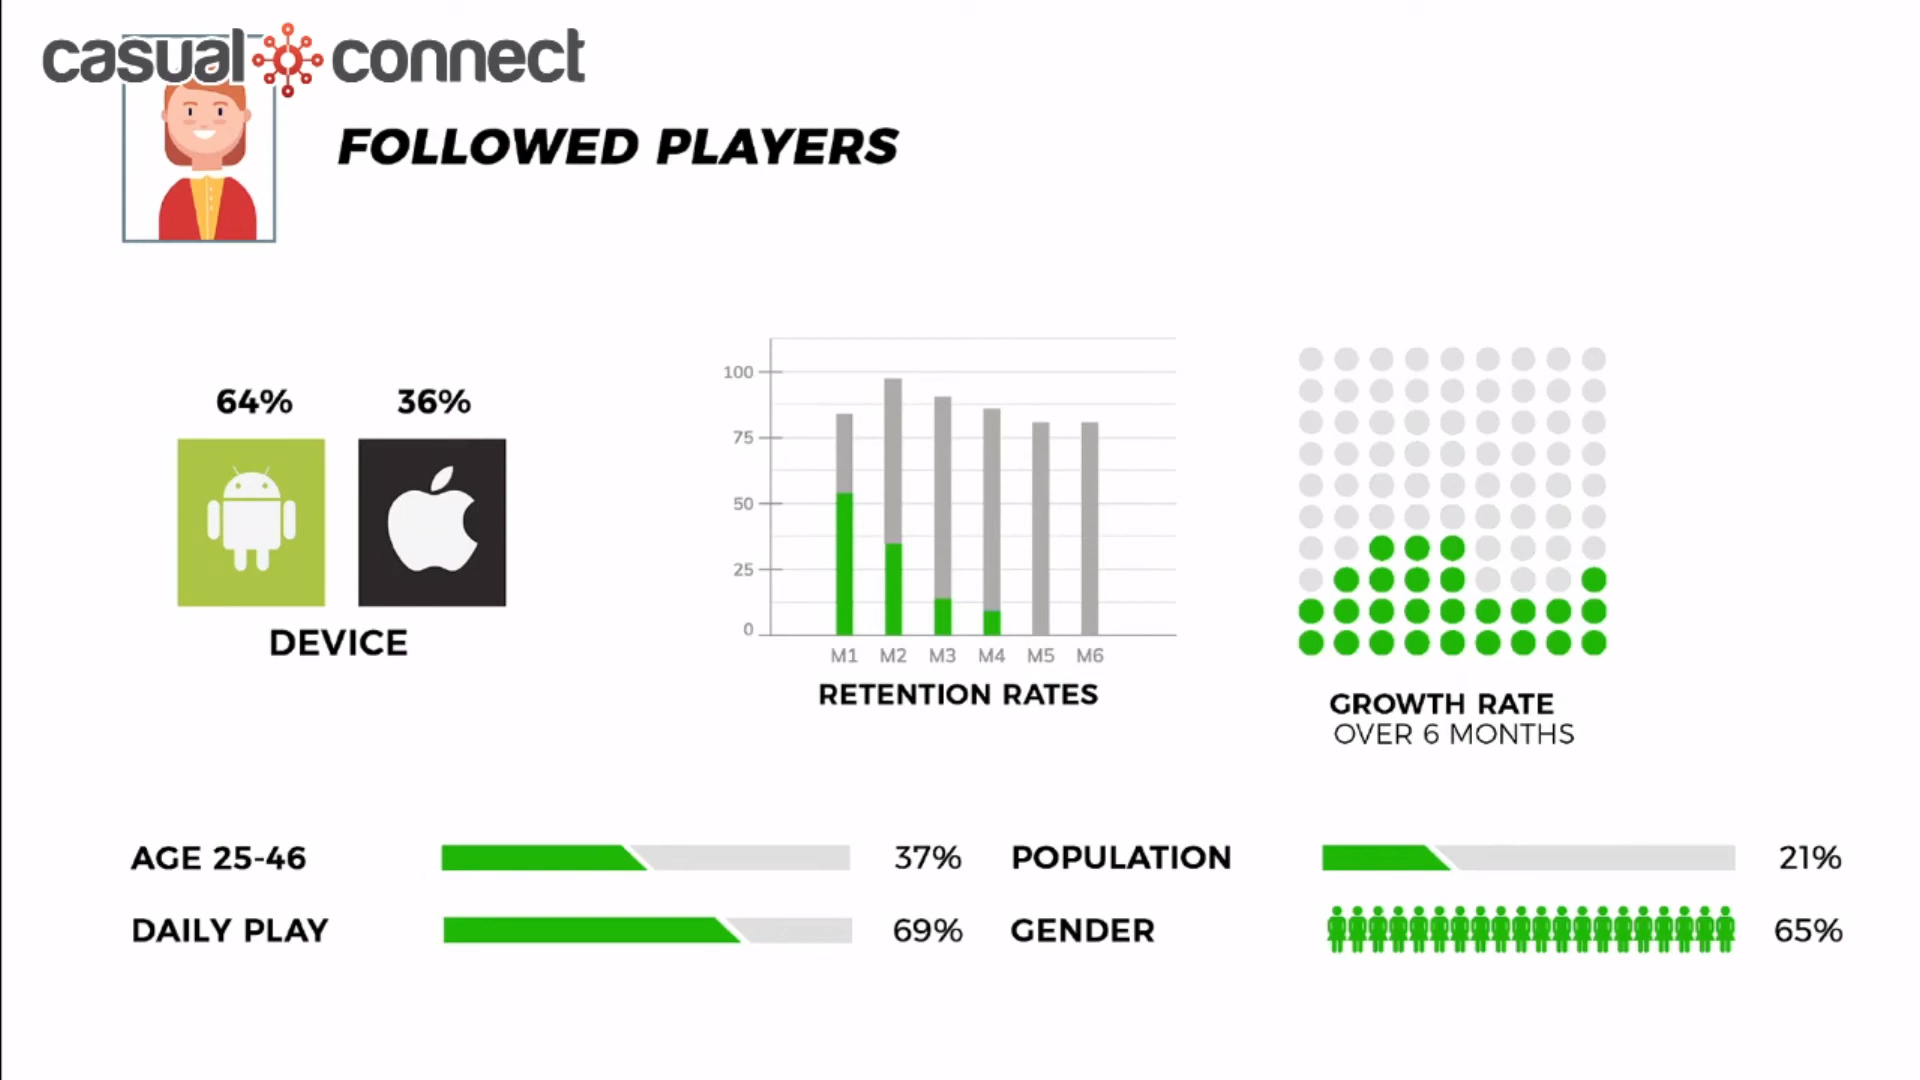 casual connect
FOLLOWED PLAYERS
64% 36%
DEVICE
100
75
50
25
0
M1 M2 M3 M4 M5 M6
RETENTION RATES
GROWTH RATE
OVER 6 MONTHS
AGE 25-46 37%
POPULATION 21%
DAILY PLAY 69%
GENDER 65%